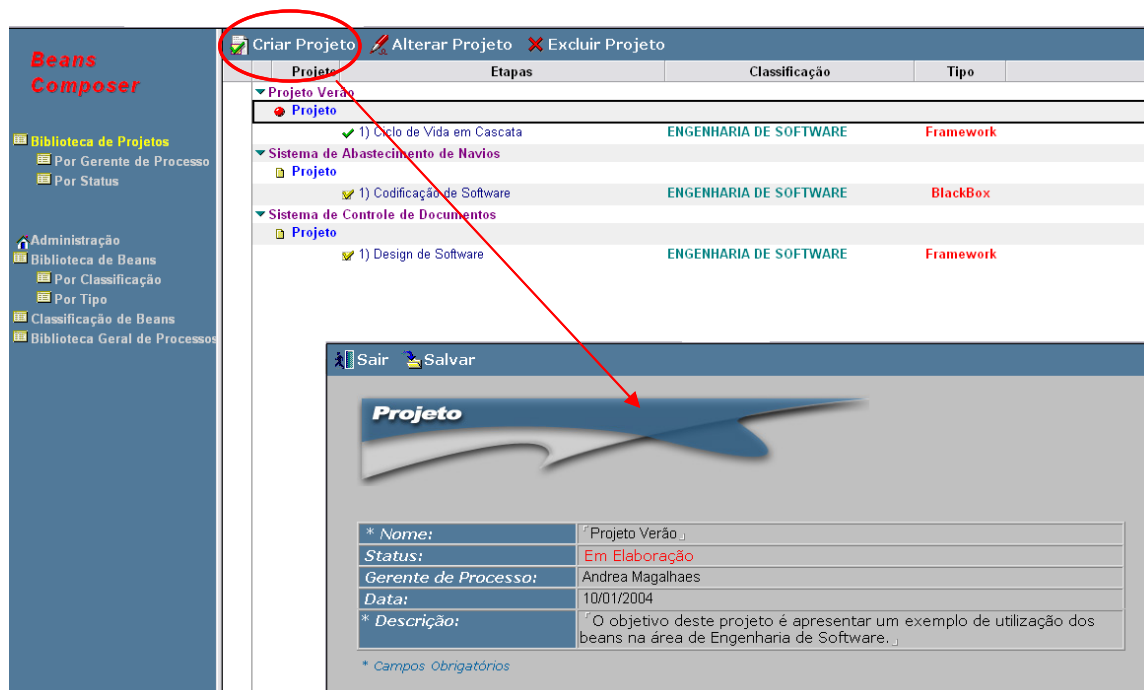 Beans
Composer
Biblioteca de Projetos
Por Gerente de Processo
Por Status
Administração
Biblioteca de Beans
Por Classificação
Por Tipo
Classificação de Beans
Biblioteca Geral de Processos
Criar Projeto Alterar Projeto Excluir Projeto
Projeto Etapas Classificação Tipo
Projeto Verão
Projeto
1) Ciclo de Vida em Cascata ENGENHARIA DE SOFTWARE Framework
Sistema de Abastecimento de Navios
Projeto
1) Codificação de Software ENGENHARIA DE SOFTWARE BlackBox
Sistema de Controle de Documentos
Projeto
1) Design de Software ENGENHARIA DE SOFTWARE Framework
Sair Salvar
Projeto
* Nome: Projeto Verão
Status: Em Elaboração
Gerente de Processo: Andrea Magalhaes
Data: 10/01/2004
* Descrição: O objetivo deste projeto é apresentar um exemplo de utilização dos
beans na área de Engenharia de Software.
* Campos Obrigatórios